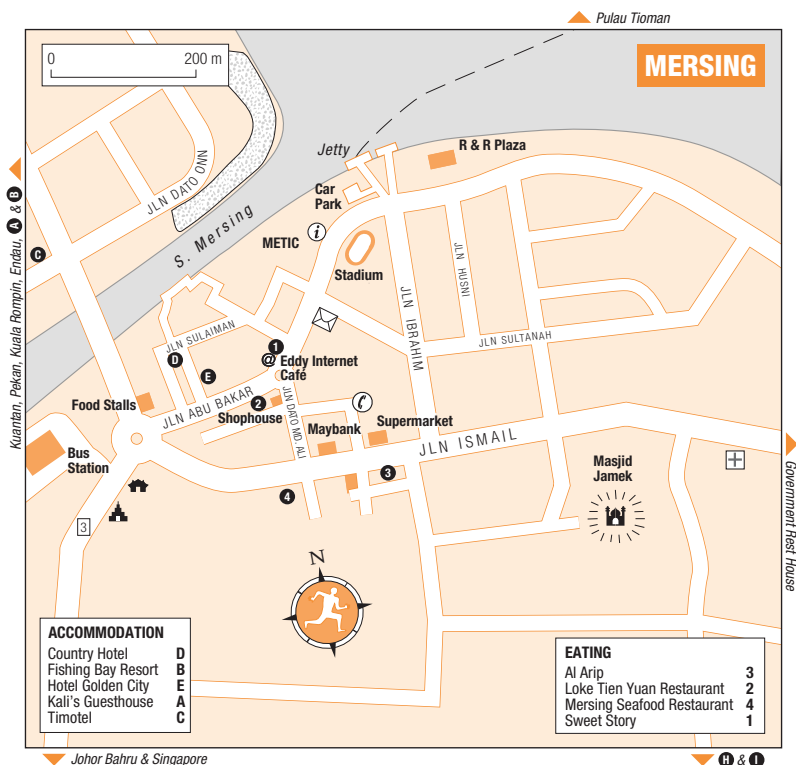 Pulau Tioman
0 200 m
MERSING
Jetty
R & R Plaza
Car
Park
JLN DATO ONN
S. Mersing
METIC
i
Stadium
Kuantan, Pekan, Kuala Rompin, Endau, A & B
C
JLN HUSNI
JLN IBRAHIM
JLN SULTANAH
JLN SULAIMAN
1
D
@ Eddy Internet
Café
E
Food Stalls
JLN ABU BAKAR
2
Shophouse
JLN DATO MD. ALI
Maybank
Supermarket
JLN ISMAIL
Bus
Station
3
4
3
Masjid
Jamek
Government Rest House
N
ACCOMMODATION
Country Hotel D
Fishing Bay Resort B
Hotel Golden City E
Kali's Guesthouse A
Timotel C
EATING
Al Arip 3
Loke Tien Yuan Restaurant 2
Mersing Seafood Restaurant 4
Sweet Story 1
Johor Bahru & Singapore
H & I